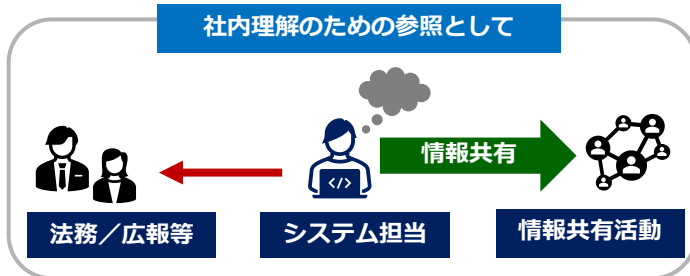 社内理解のための参照として
情報共有
</>
法務／広報等
システム担当
情報共有活動